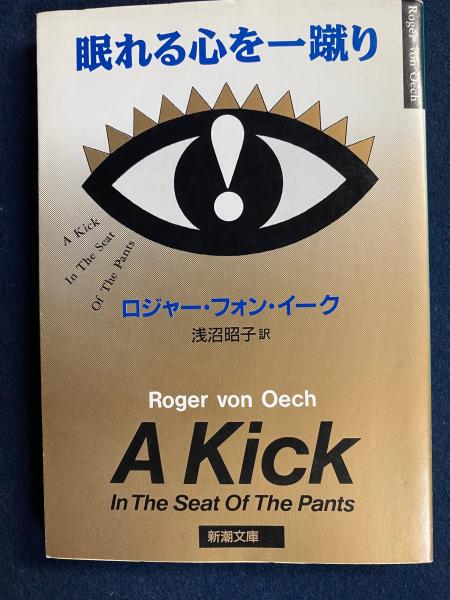 眠れる心を一蹴り
Roger von Oech
A Kick
In The Seat
Of The Pants
ロジャー・フォン・イーク
浅沼昭子訳
Roger von Oech
A Kick
In The Seat Of The Pants
新潮文庫